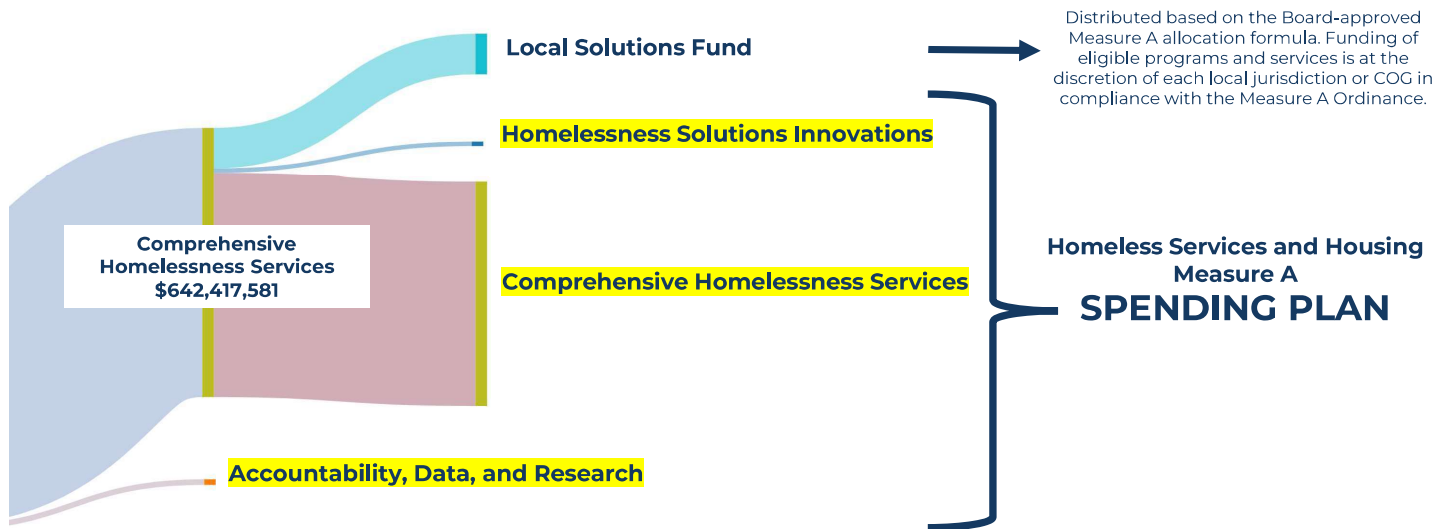 Local Solutions Fund
Distributed based on the Board-approved
Measure A allocation formula. Funding of
eligible programs and services is at the
discretion of each local jurisdiction or COG in
compliance with the Measure A Ordinance.
Homelessness Solutions Innovations
Comprehensive
Homelessness Services
$642,417,581
Comprehensive Homelessness Services
Homeless Services and Housing
Measure A
SPENDING PLAN
Accountability, Data, and Research